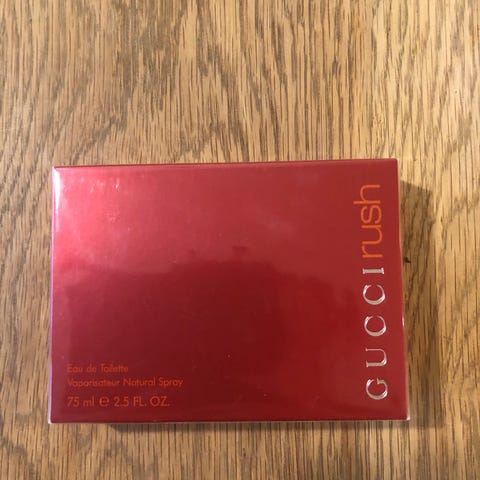 GUCCI rush
Eau de Toilette
Vaporisateur Natural Spray
75 ml ℮ 2.5 FL. OZ.